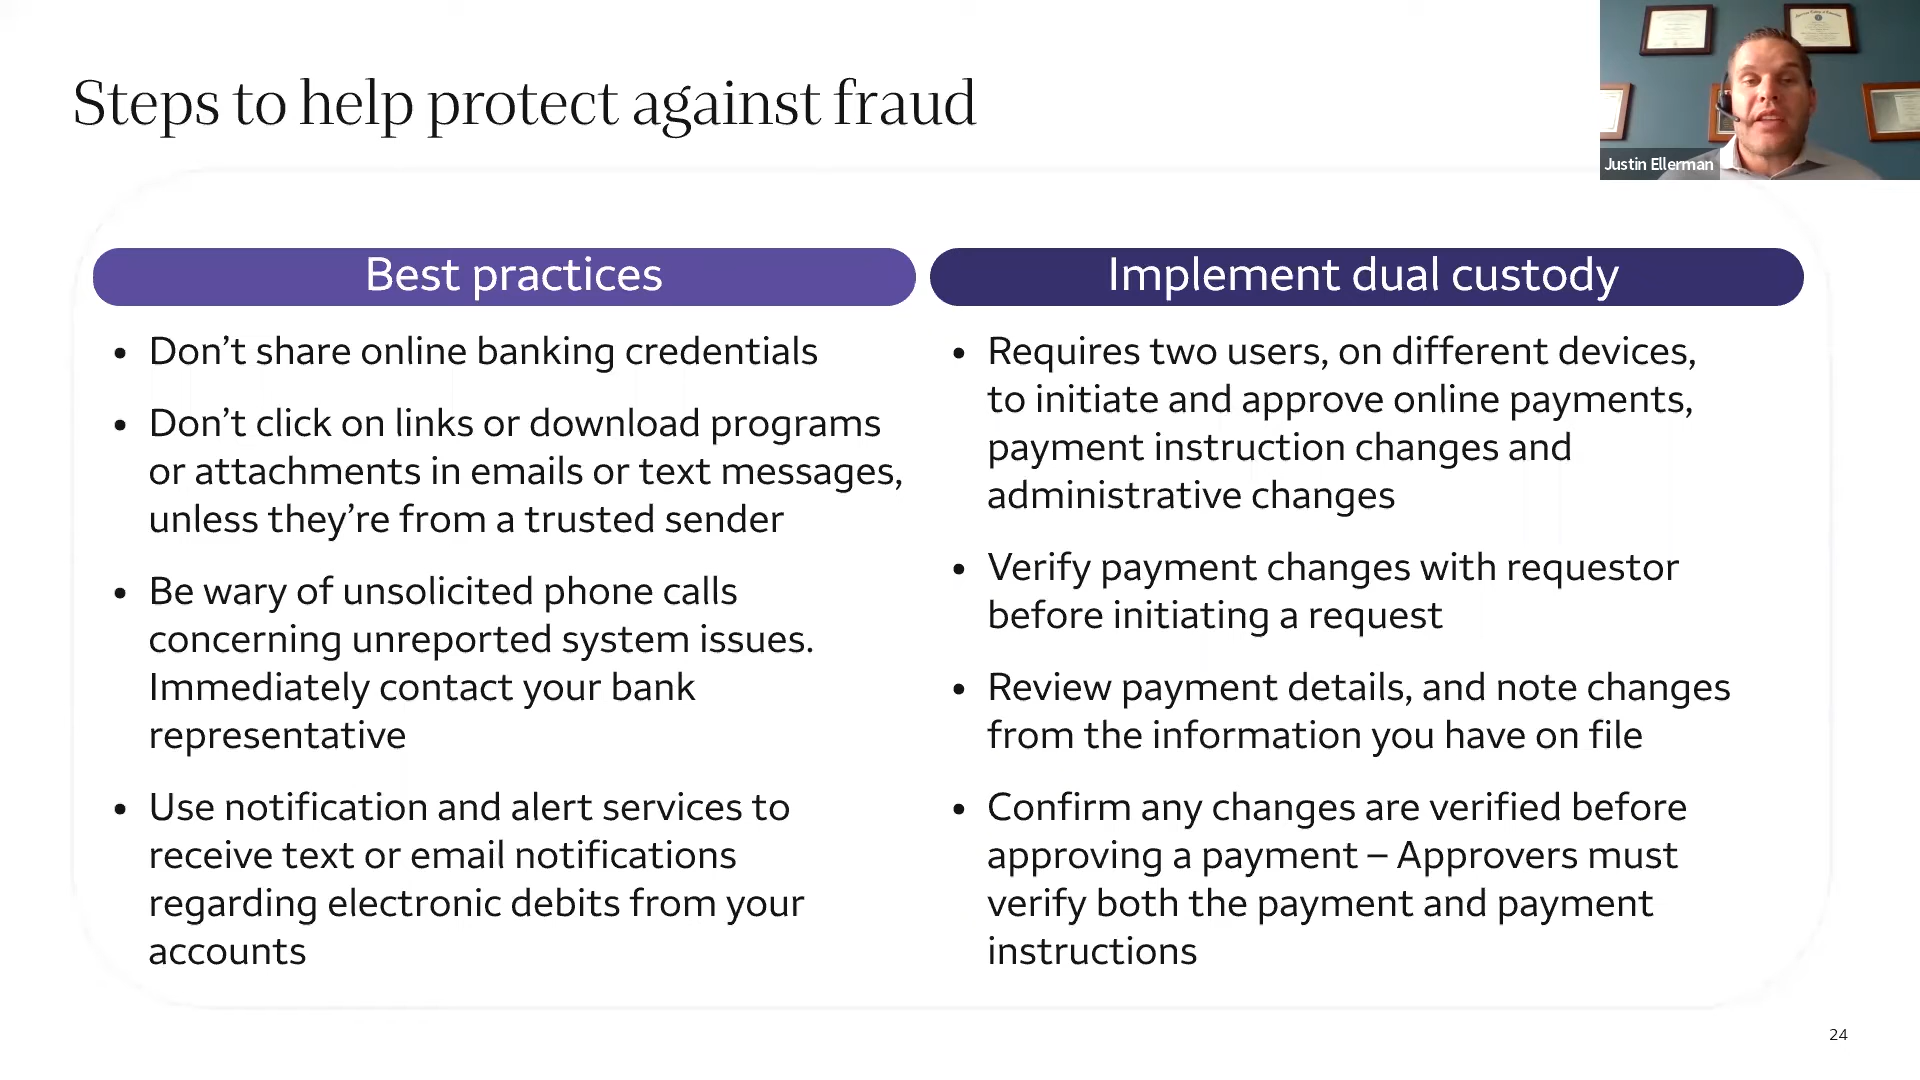 Steps to help protect against fraud
Justin Ellerman
Best practices
• Don’t share online banking credentials
• Don’t click on links or download programs
or attachments in emails or text messages,
unless they’re from a trusted sender
• Be wary of unsolicited phone calls
concerning unreported system issues.
Immediately contact your bank
representative
• Use notification and alert services to
receive text or email notifications
regarding electronic debits from your
accounts
Implement dual custody
• Requires two users, on different devices,
to initiate and approve online payments,
payment instruction changes and
administrative changes
• Verify payment changes with requestor
before initiating a request
• Review payment details, and note changes
from the information you have on file
• Confirm any changes are verified before
approving a payment – Approvers must
verify both the payment and payment
instructions
24